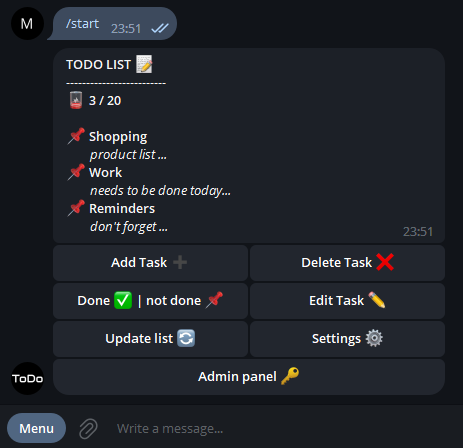 M
/start
23:51
TODO LIST 📝
-------------------------
🥫 3 / 20
📌 Shopping
product list ...
📌 Work
needs to be done today...
📌 Reminders
don't forget ...
23:51
Add Task ➕
Delete Task ❌
Done ✅ | not done 📌
Edit Task ✏️
Update list 🔄
Settings ⚙️
ToDo
Admin panel 🔑
Menu
Write a message...